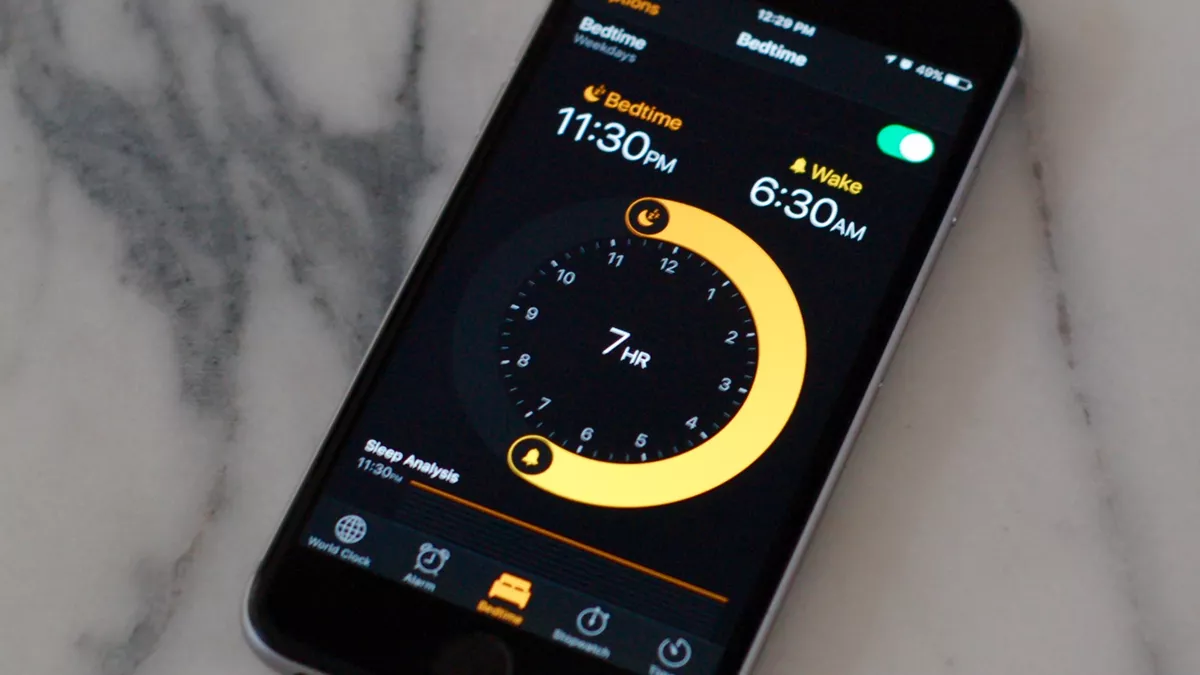 12:29 PM
49%
Bedtime
Bedtime
Weekdays
Bedtime
11:30PM
Wake
6:30AM
11
12
1
2
3
4
5
6
7
8
9
10
7HR
Sleep Analysis
11:30PM
World Clock
Alarm
Bedtime
Stopwatch